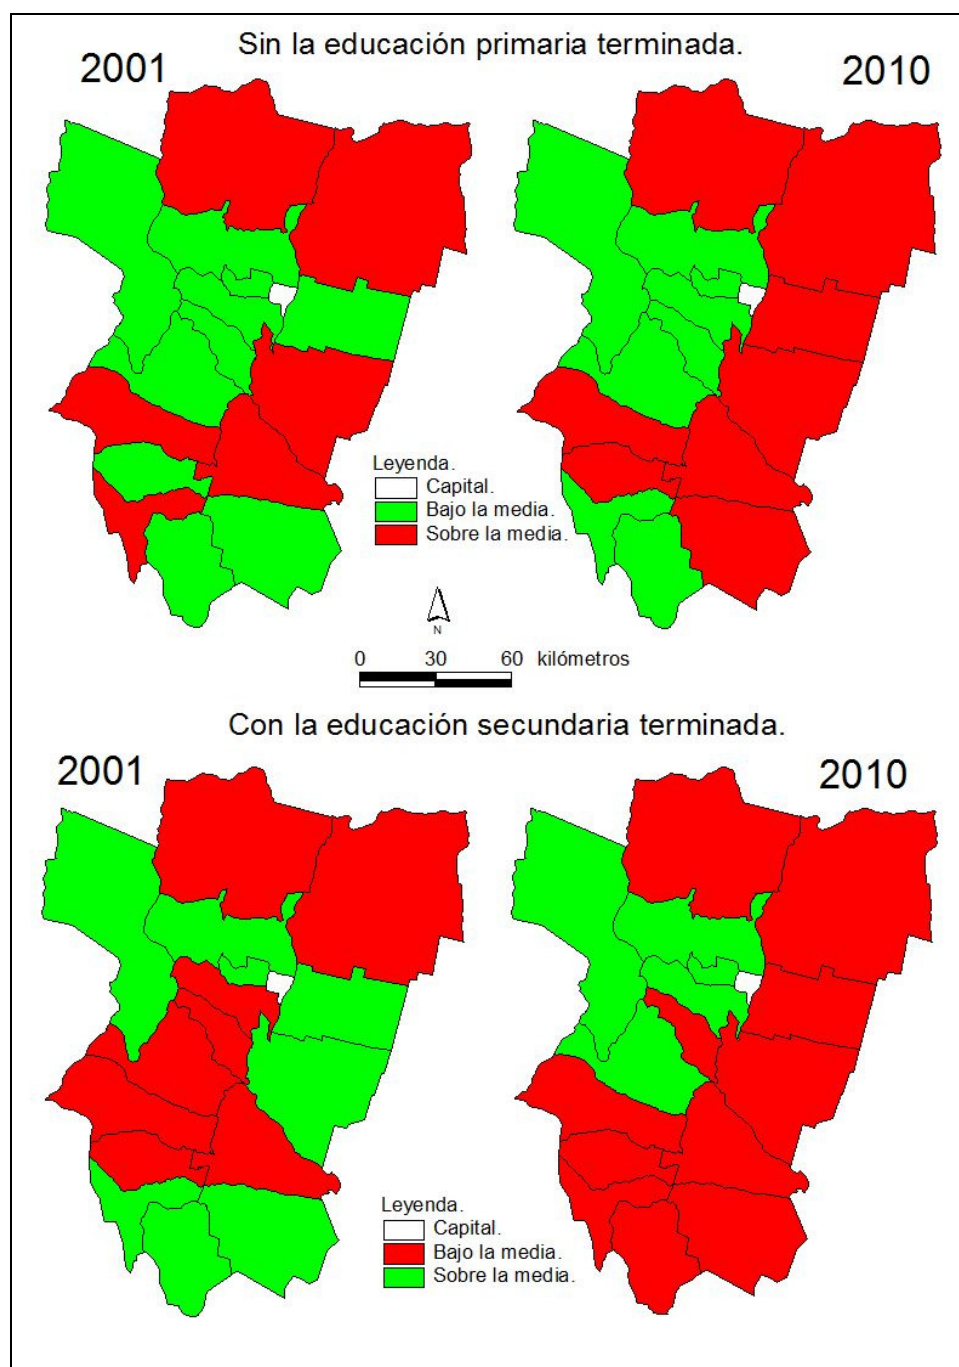 Sin la educación primaria terminada.
2001
2010
Leyenda.
Capital.
Bajo la media.
Sobre la media.
N
0 30 60 kilómetros
Con la educación secundaria terminada.
2001
2010
Leyenda.
Capital.
Bajo la media.
Sobre la media.